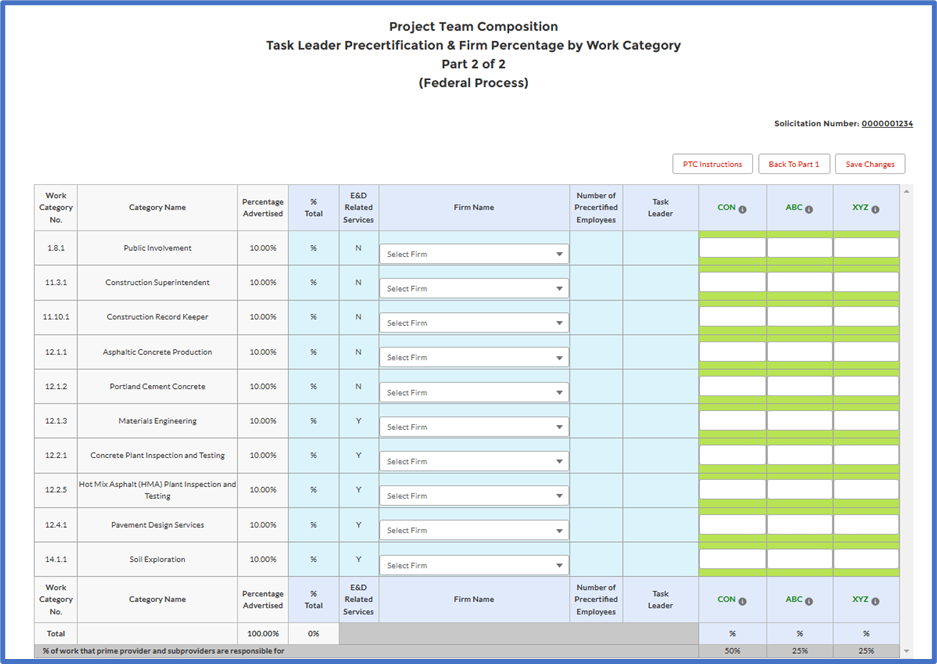 Project Team Composition
Task Leader Precertification & Firm Percentage by Work Category
Part 2 of 2
(Federal Process)
Solicitation Number: 0000001234
PTC Instructions Back To Part 1 Save Changes
Work Category No. Category Name Percentage Advertised % Total E&D Related Services Firm Name Number of Precertified Employees Task Leader CON ABC XYZ
1.8.1 Public Involvement 10.00% % N Select Firm
11.3.1 Construction Superintendent 10.00% % N Select Firm
11.10.1 Construction Record Keeper 10.00% % N Select Firm
12.1.1 Asphaltic Concrete Production 10.00% % N Select Firm
12.1.2 Portland Cement Concrete 10.00% % N Select Firm
12.1.3 Materials Engineering 10.00% % Y Select Firm
12.2.1 Concrete Plant Inspection and Testing 10.00% % Y Select Firm
12.2.5 Hot Mix Asphalt (HMA) Plant Inspection and Testing 10.00% % Y Select Firm
12.4.1 Pavement Design Services 10.00% % Y Select Firm
14.1.1 Soil Exploration 10.00% % Y Select Firm
Work Category No. Category Name Percentage Advertised % Total E&D Related Services Firm Name Number of Precertified Employees Task Leader CON ABC XYZ
Total 100.00% 0% % % %
% of work that prime provider and subproviders are responsible for 50% 25% 25%